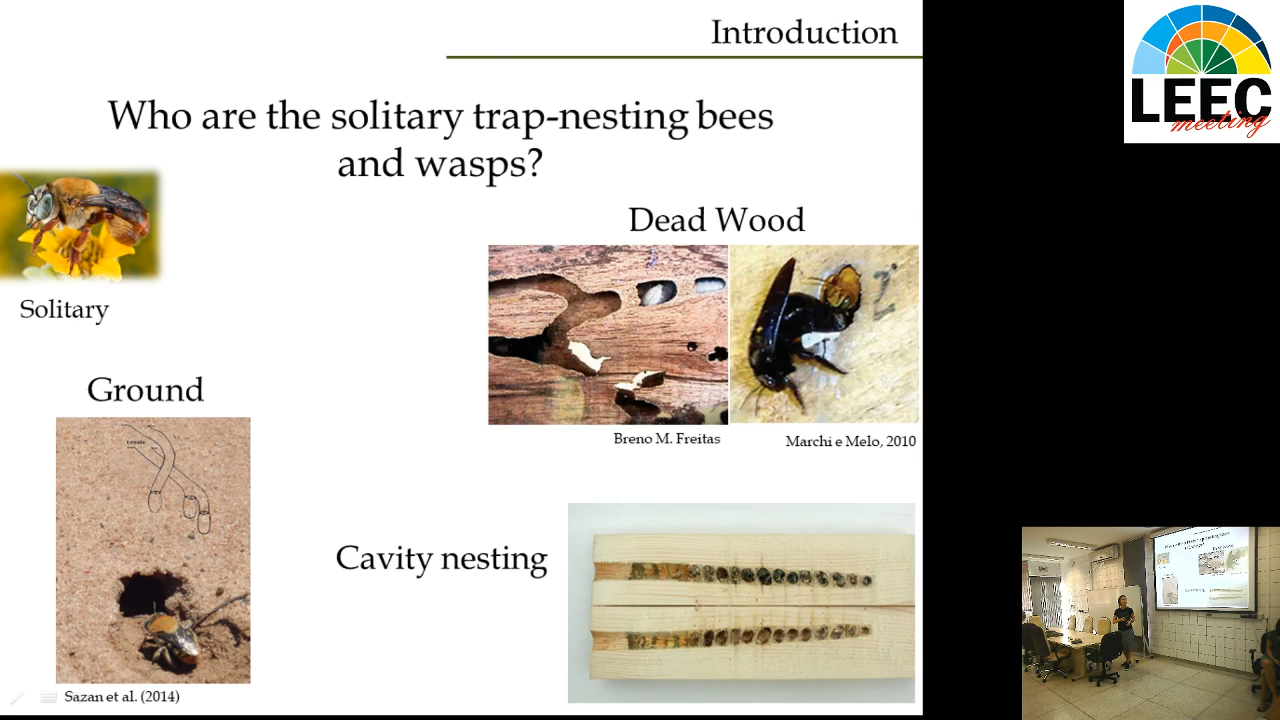 Introduction
Who are the solitary trap-nesting bees
and wasps?
Solitary
Dead Wood
Breno M. Freitas
Marchi e Melo, 2010
Ground
Sazan et al. (2014)
Cavity nesting
LEEC
meeting